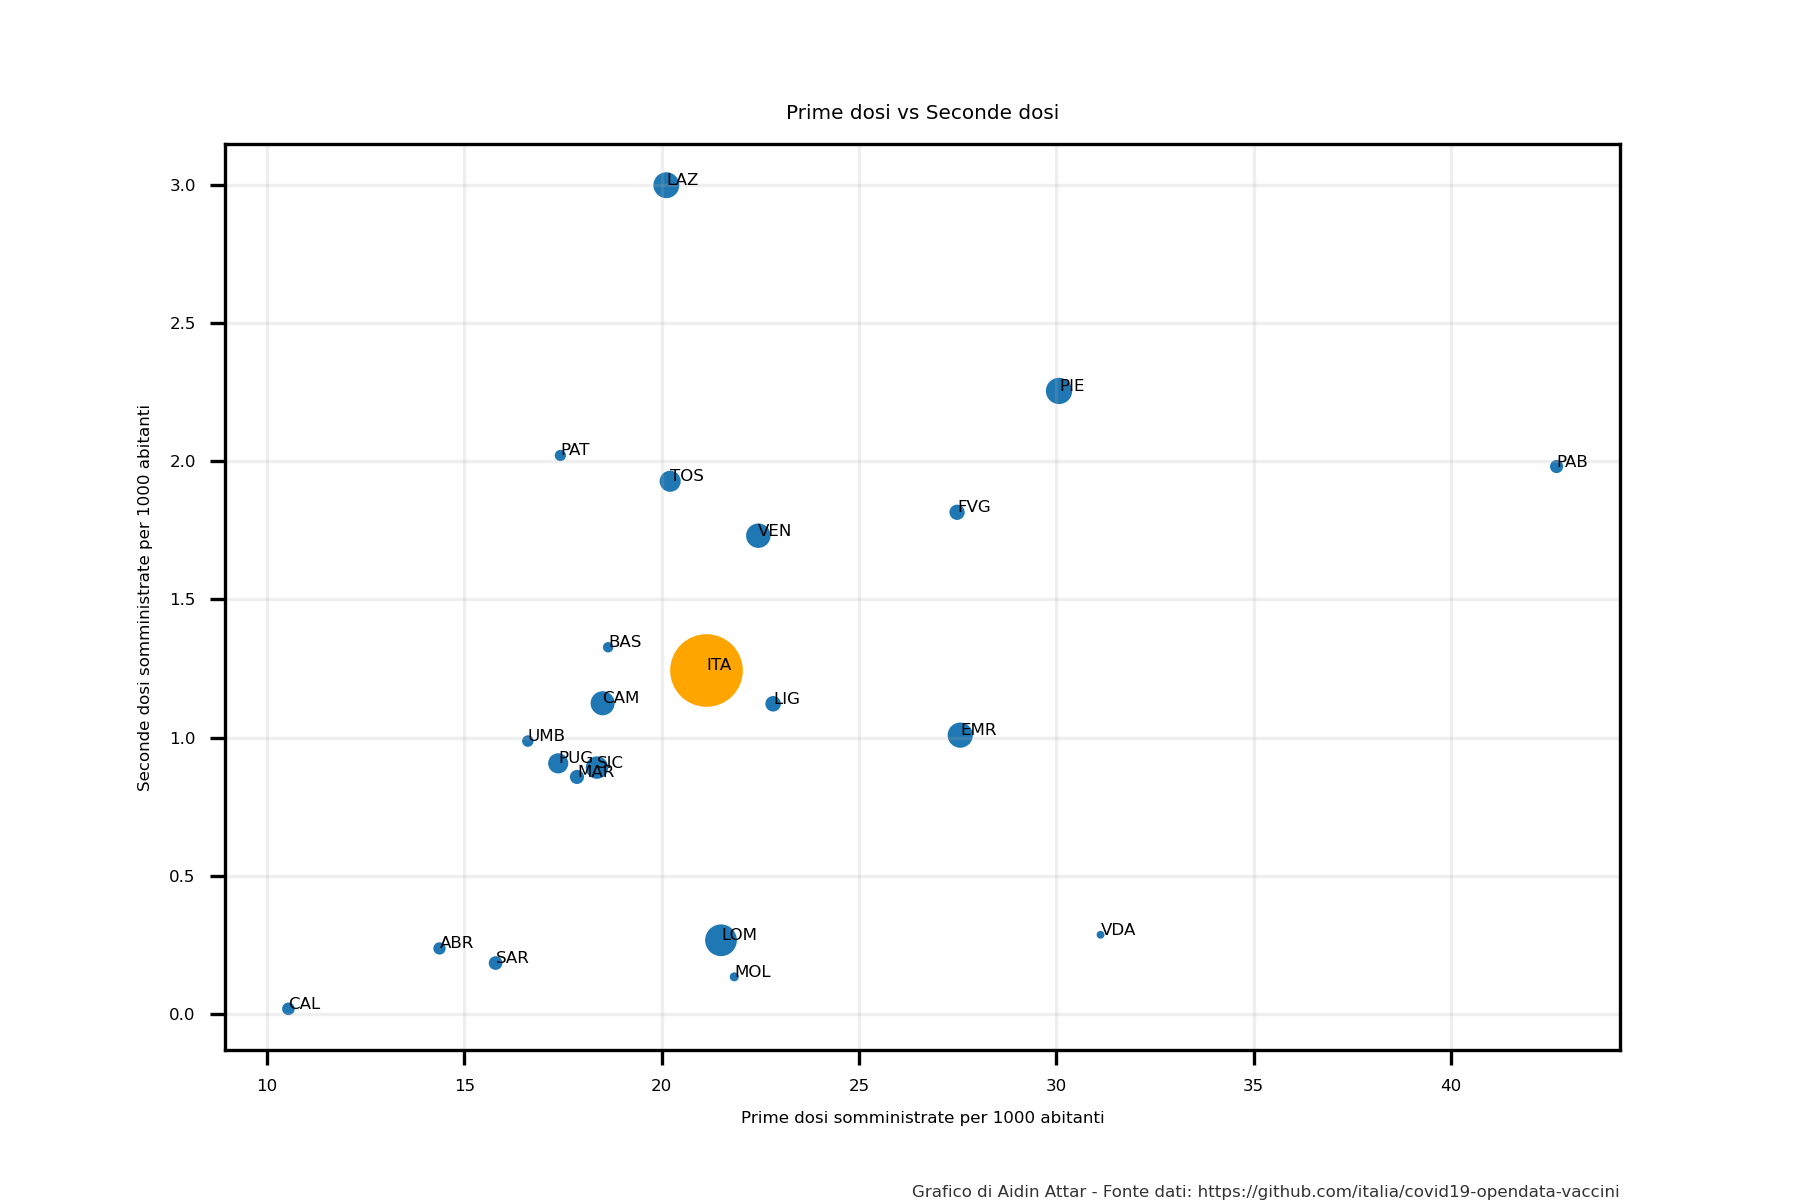 Prime dosi vs Seconde dosi
3.0
LAZ
2.5
PIE
PAT
2.0
PAB
TOS
FVG
VEN
1.5
BAS
ITA
CAM
LIG
UMB
1.0
EMR
PUG
SIC
MAR
0.5
LOM
VDA
ABR
SAR
MOL
CAL
0.0
Seconde dosi somministrate per 1000 abitanti
10 15 20 25 30 35 40
Prime dosi somministrate per 1000 abitanti
Grafico di Aidin Attar - Fonte dati: https://github.com/italia/covid19-opendata-vaccini